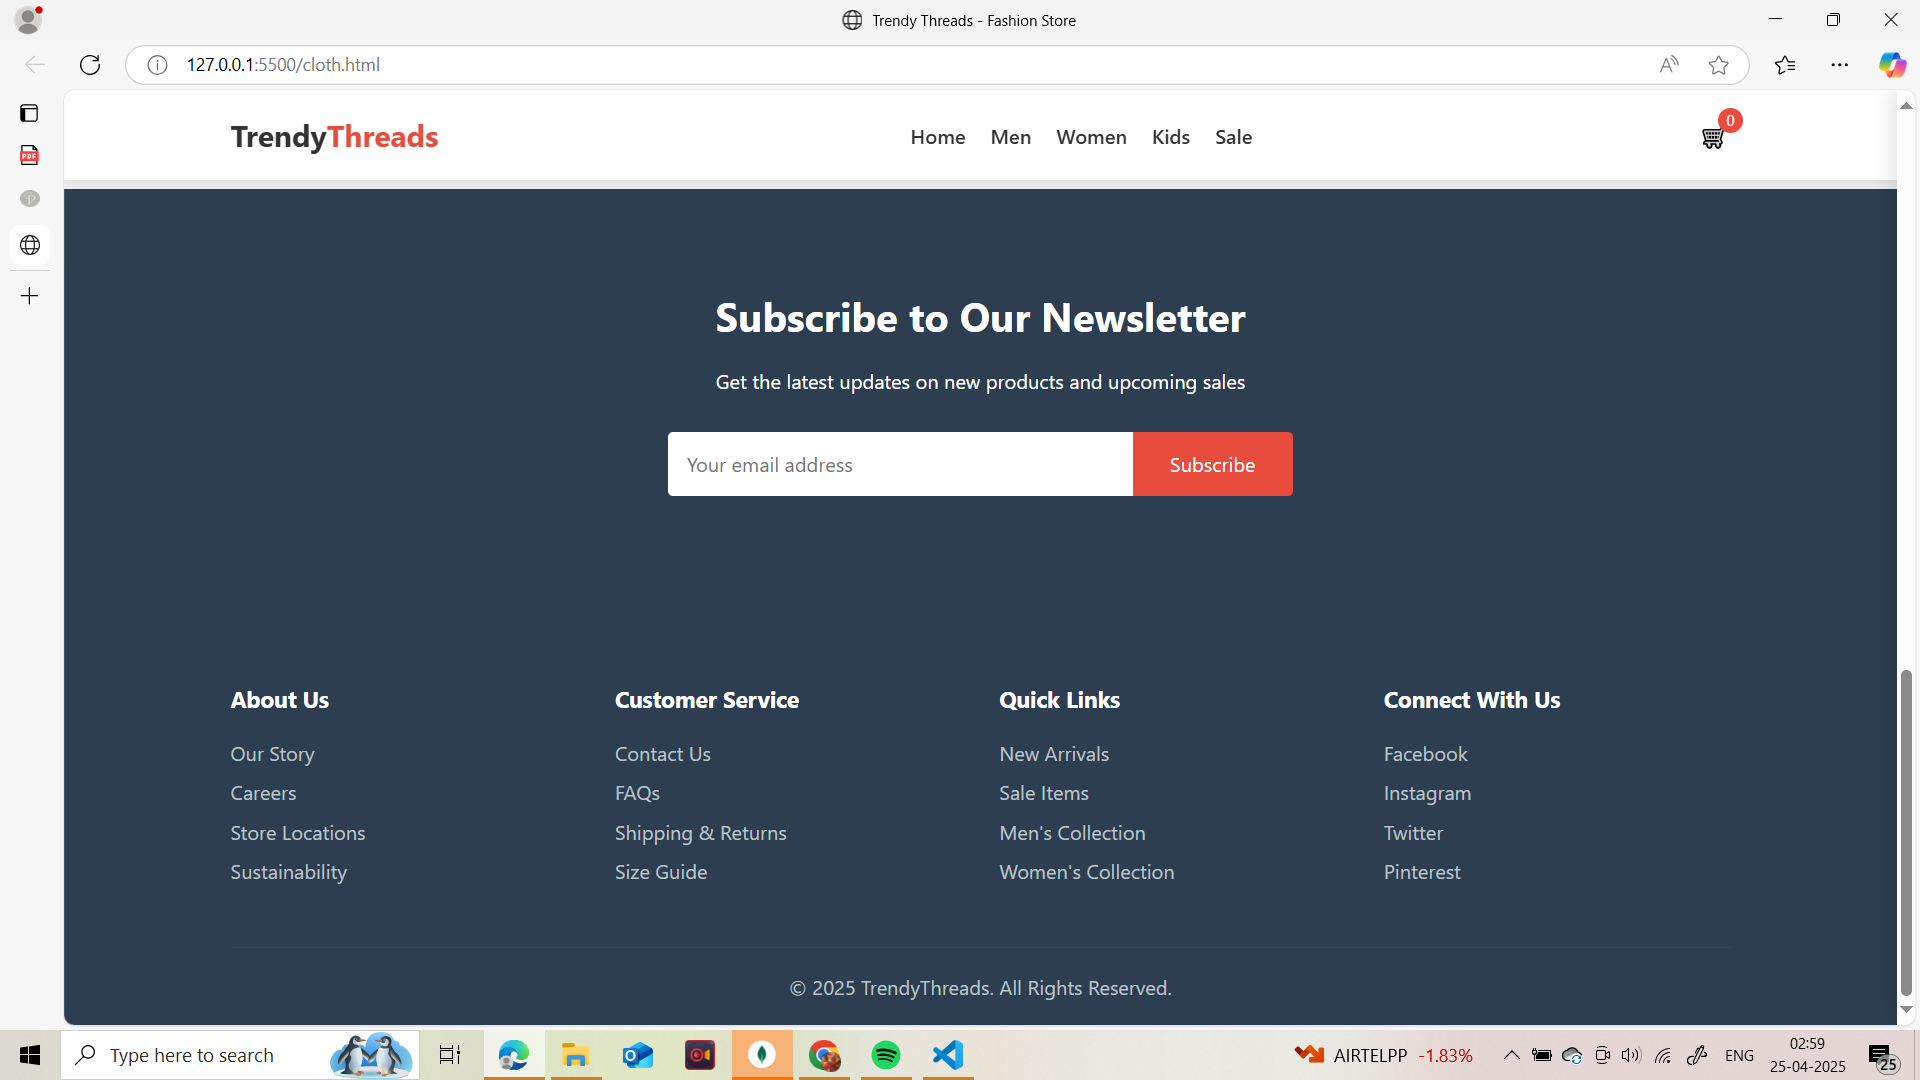 Trendy Threads - Fashion Store
127.0.0.1:5500/cloth.html
PDF
TrendyThreads
Home Men Women Kids Sale
0
Subscribe to Our Newsletter
Get the latest updates on new products and upcoming sales
Your email address Subscribe
About Us Customer Service Quick Links Connect With Us
Our Story Contact Us New Arrivals Facebook
Careers FAQs Sale Items Instagram
Store Locations Shipping & Returns Men's Collection Twitter
Sustainability Size Guide Women's Collection Pinterest
© 2025 TrendyThreads. All Rights Reserved.
Type here to search
AIRTELPP -1.83%
ENG
02:59
25-04-2025
25